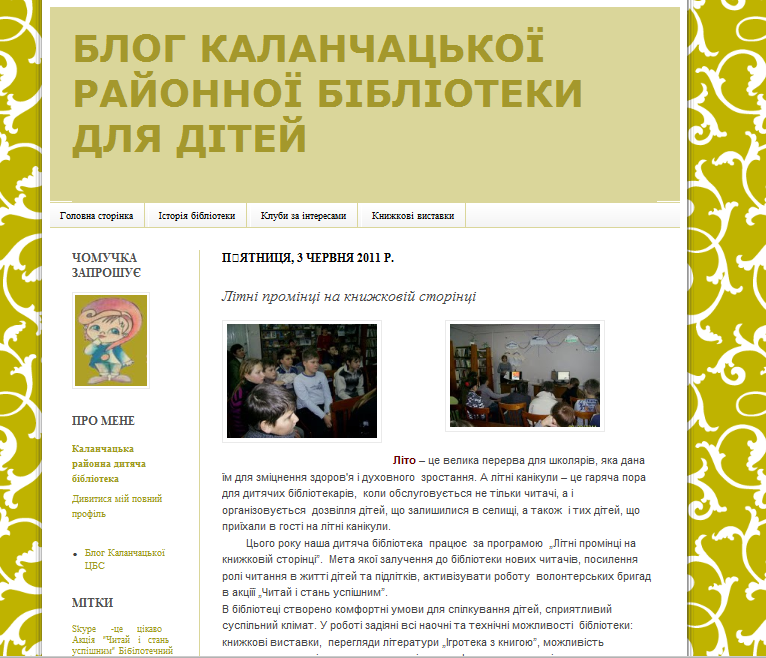 БЛОГ КАЛАНЧАЦЬКОЇ
РАЙОННОЇ БІБЛІОТЕКИ
ДЛЯ ДІТЕЙ
Головна сторінка
Історія бібліотеки
Клуби за інтересами
Книжкові виставки
ЧОМУЧКА
ЗАПРОШУЄ
ПРО МЕНЕ
Каланчацька
районна дитяча
бібліотека
Дивитися мій повний
профіль
Блог Каланчацької
ЦБС
МІТКИ
Skype -це цікаво
Акція "Читай і стань
успішним" Бібілотечний
П▯ЯТНИЦЯ, 3 ЧЕРВНЯ 2011 Р.
Літні промінці на книжковій сторінці
Літо – це велика перерва для школярів, яка дана
їм для зміцнення здоров'я і духовного зростання. А літні канікули – це гаряча пора
для дитячих бібліотекарів, коли обслуговується не тільки читачі, а і
організовується дозвілля дітей, що залишилися в селищі, а також і тих дітей, що
приїхали в гості на літні канікули.
Цього року наша дитяча бібліотека працює за програмою „Літні промінці на
книжковій сторінці". Мета якої залучення до бібліотеки нових читачів, посилення
ролі читання в житті дітей та підлітків, активізувати роботу волонтерських бригад
в акціїї „Читай і стань успішним".
В бібліотеці створено комфортні умови для спілкування дітей, сприятливий
суспільний клімат. У роботі задіяні всі наочні та технічні можливості бібліотеки:
книжкові виставки, перегляди літератури „Ігротека з книгою", можливість